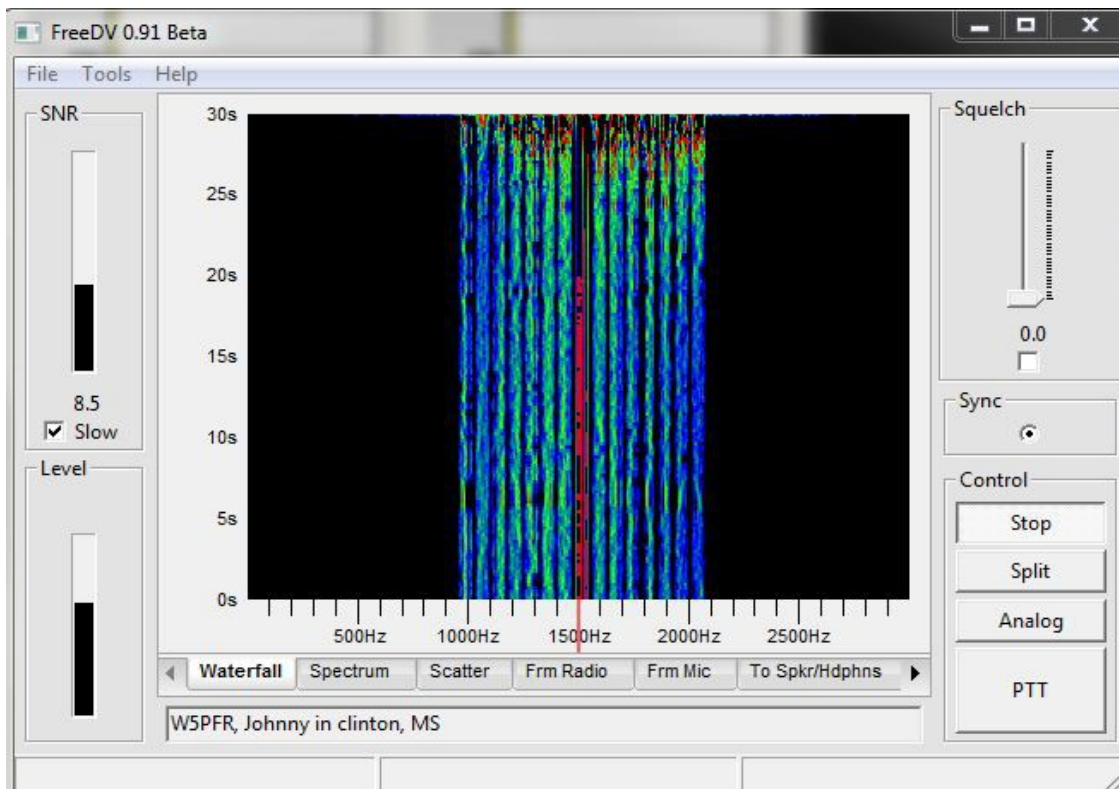 FreeDV 0.91 Beta
File Tools Help
SNR
8.5
Slow
Level
30s
25s
20s
15s
10s
5s
0s
500Hz 1000Hz 1500Hz 2000Hz 2500Hz
Waterfall Spectrum Scatter Frm Radio Frm Mic To Spkr/Hdphns
W5PFR, Johnny in clinton, MS
Squelch
0.0
Sync
Control
Stop
Split
Analog
PTT